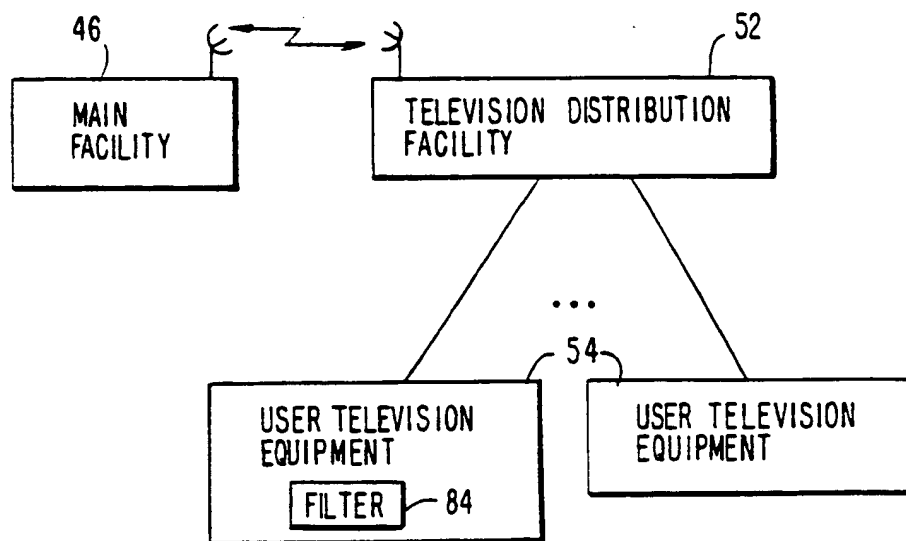 46
52
MAIN
FACILITY
TELEVISION DISTRIBUTION
FACILITY
...
54
USER TELEVISION
EQUIPMENT
FILTER
84
USER TELEVISION
EQUIPMENT